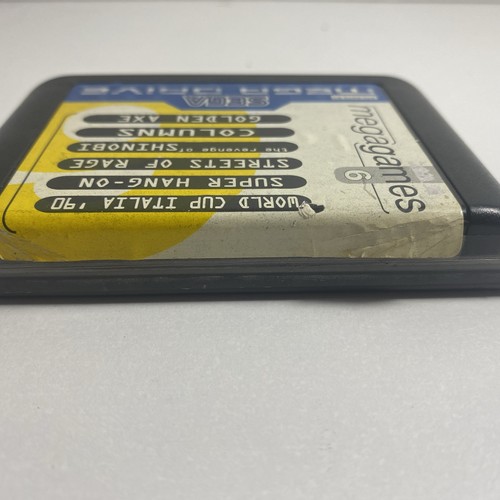 WORLD CUP ITALIA '90
SUPER HANG-ON
STREETS OF RAGE
the revenge of SHINOBI
COLUMNS
GOLDEN AXE
megagames
6
SEGA
MEGA DRIVE